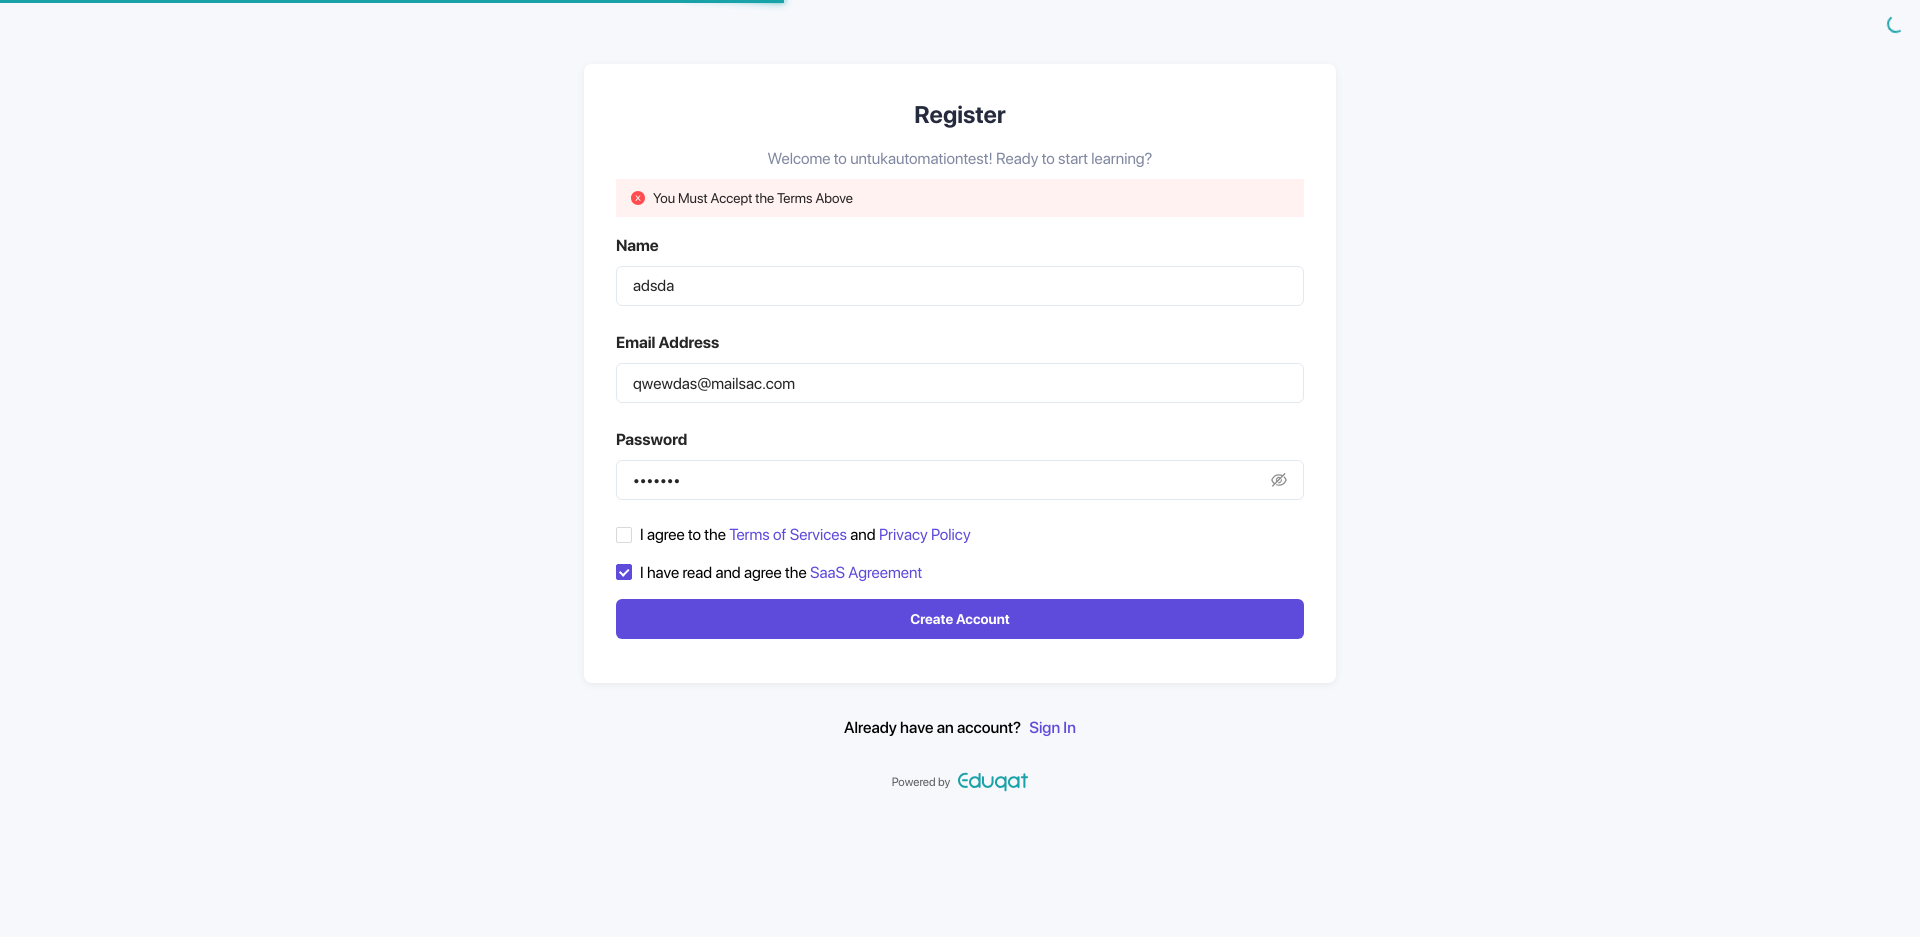 Register
Welcome to untukautomationtest! Ready to start learning?
You Must Accept the Terms Above
Name
adsda
Email Address
qwewdas@mailsac.com
Password
•••••••
I agree to the Terms of Services and Privacy Policy
I have read and agree the SaaS Agreement
Create Account
Already have an account? Sign In
Powered by Eduqat